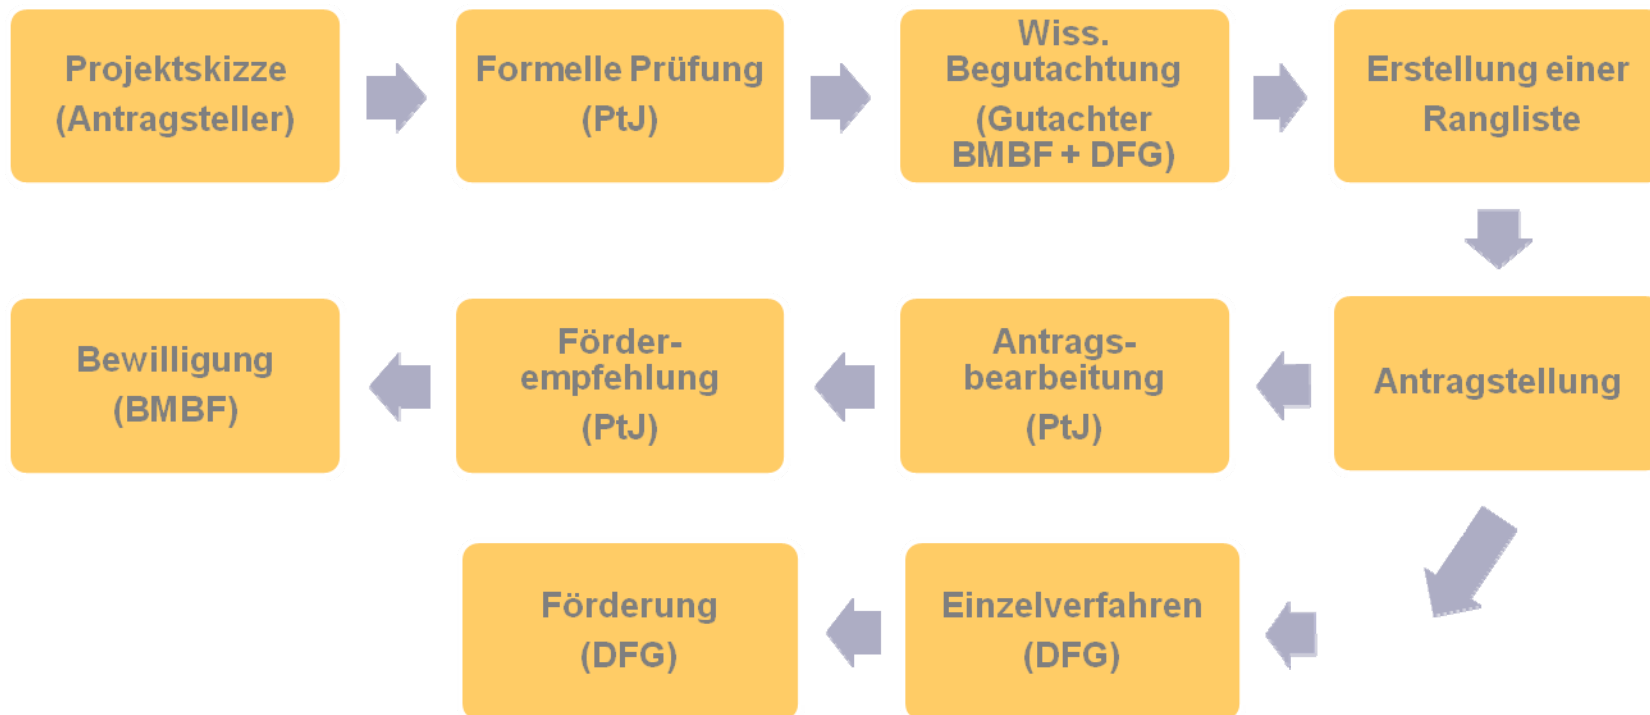 Projektskizze
(Antragsteller)
Formelle Prüfung
(PtJ)
Wiss.
Begutachtung
(Gutachter
BMBF + DFG)
Erstellung einer
Rangliste
Bewilligung
(BMBF)
Förder-
empfehlung
(PtJ)
Antrags-
bearbeitung
(PtJ)
Antragstellung
Förderung
(DFG)
Einzelverfahren
(DFG)